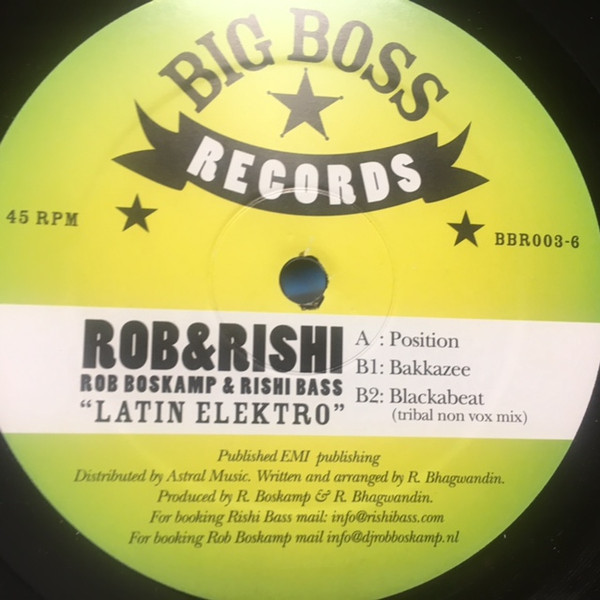 BIG BOSS
RECORDS
45 RPM
BBR003-6
ROB&RISHI
ROB BOSKAMP & RISHI BASS
“LATIN ELEKTRO”
A : Position
B1: Bakkazee
B2: Blackabeat
(tribal non vox mix)
Published EMI publishing
Distributed by Astral Music. Written and arranged by R. Bhagwandin.
Produced by R. Boskamp & R. Bhagwandin.
For booking Rishi Bass mail: info@rishibass.com
For booking Rob Boskamp mail info@djrobboskamp.nl